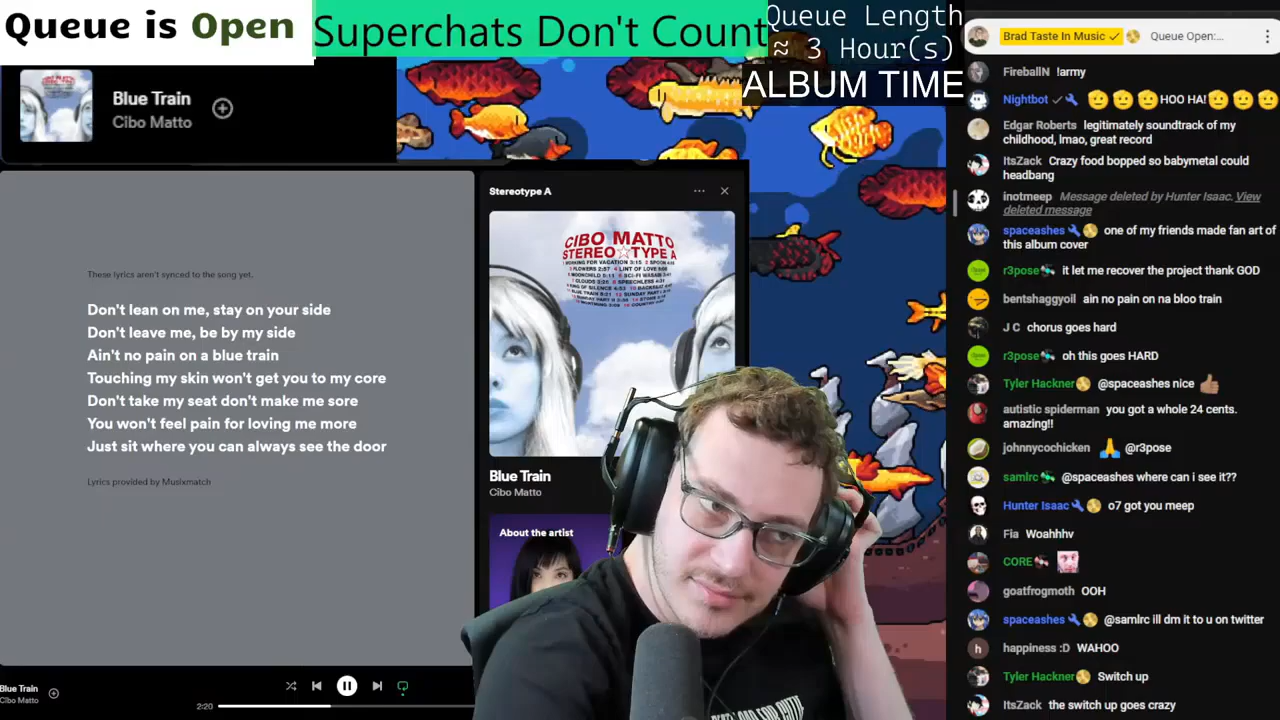 Queue is Open
Superchats Don't Count
Queue Length
≈ 3 Hour(s)
ALBUM TIME
Blue Train
Cibo Matto
These lyrics aren't synced to the song yet.
Don't lean on me, stay on your side
Don't leave me, be by my side
Ain't no pain on a blue train
Touching my skin won't get you to my core
Don't take my seat don't make me sore
You won't feel pain for loving me more
Just sit where you can always see the door
Lyrics provided by Musixmatch
Stereotype A
CIBO MATTO
STEREO☆TYPE A
Blue Train
Cibo Matto
About the artist
Blue Train
Cibo Matto
2:20
Brad Taste In Music
Queue Open:...
FireballN !army
Nightbot HOO HA!
Edgar Roberts legitimately soundtrack of my
childhood, lmao, great record
ItsZack Crazy food bopped so babymetal could
headbang
inotmeep Message deleted by Hunter Isaac. View
deleted message
spaceashes one of my friends made fan art of
this album cover
r3pose it let me recover the project thank GOD
bentshaggyoil air no pain on na bloo train
J C chorus goes hard
r3pose oh this goes HARD
Tyler Hackner @spaceashes nice
autistic spiderman you got a whole 24 cents.
amazing!!
johnnycochicken @r3pose
samlrc @spaceashes where can i see it??
Hunter Isaac o7 got you meep
Fia Woahhhv
CORE
goatfrogmoth OOH
spaceashes @samlrc ill dm it to u on twitter
happiness :D WAHOO
Tyler Hackner Switch up
ItsZack the switch up goes crazy